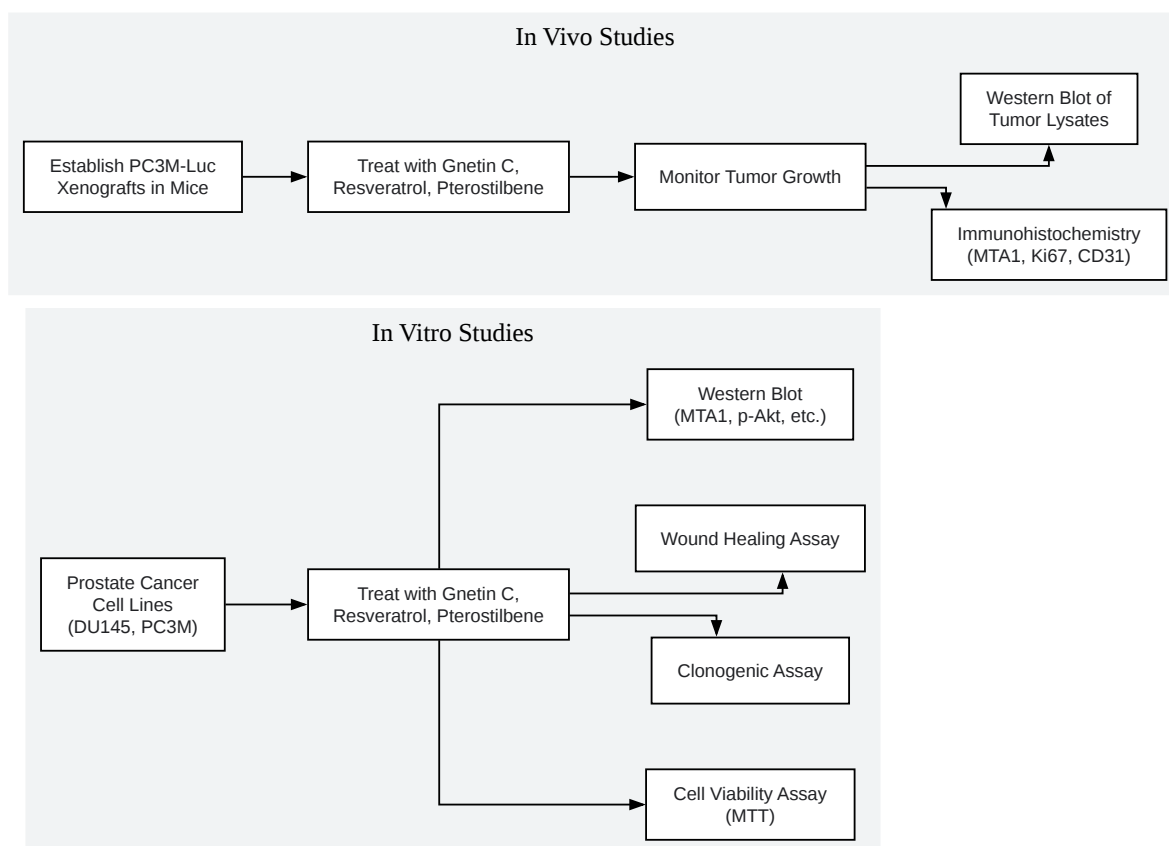 In Vivo Studies
Establish PC3M-Luc
Xenografts in Mice
Treat with Gnetin C,
Resveratrol, Pterostilbene
Monitor Tumor Growth
Western Blot of
Tumor Lysates
Immunohistochemistry
(MTA1, Ki67, CD31)
In Vitro Studies
Prostate Cancer
Cell Lines
(DU145, PC3M)
Treat with Gnetin C,
Resveratrol, Pterostilbene
Western Blot
(MTA1, p-Akt, etc.)
Wound Healing Assay
Clonogenic Assay
Cell Viability Assay
(MTT)